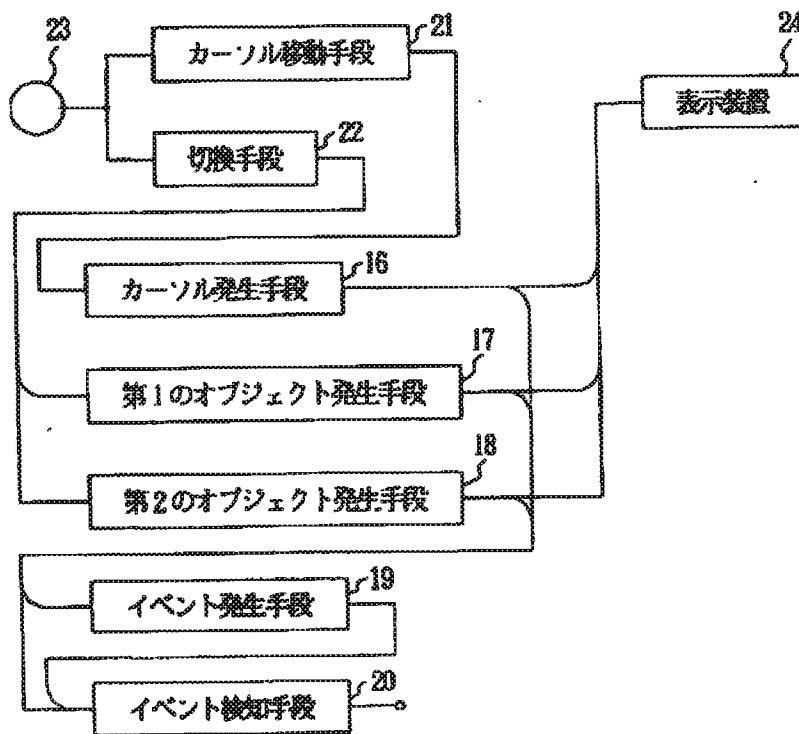 23
21
カーソル移動手段
24
表示装置
22
切換手段
16
カーソル発生手段
17
第1のオブジェクト発生手段
18
第2のオブジェクト発生手段
19
イベント発生手段
20
イベント検知手段